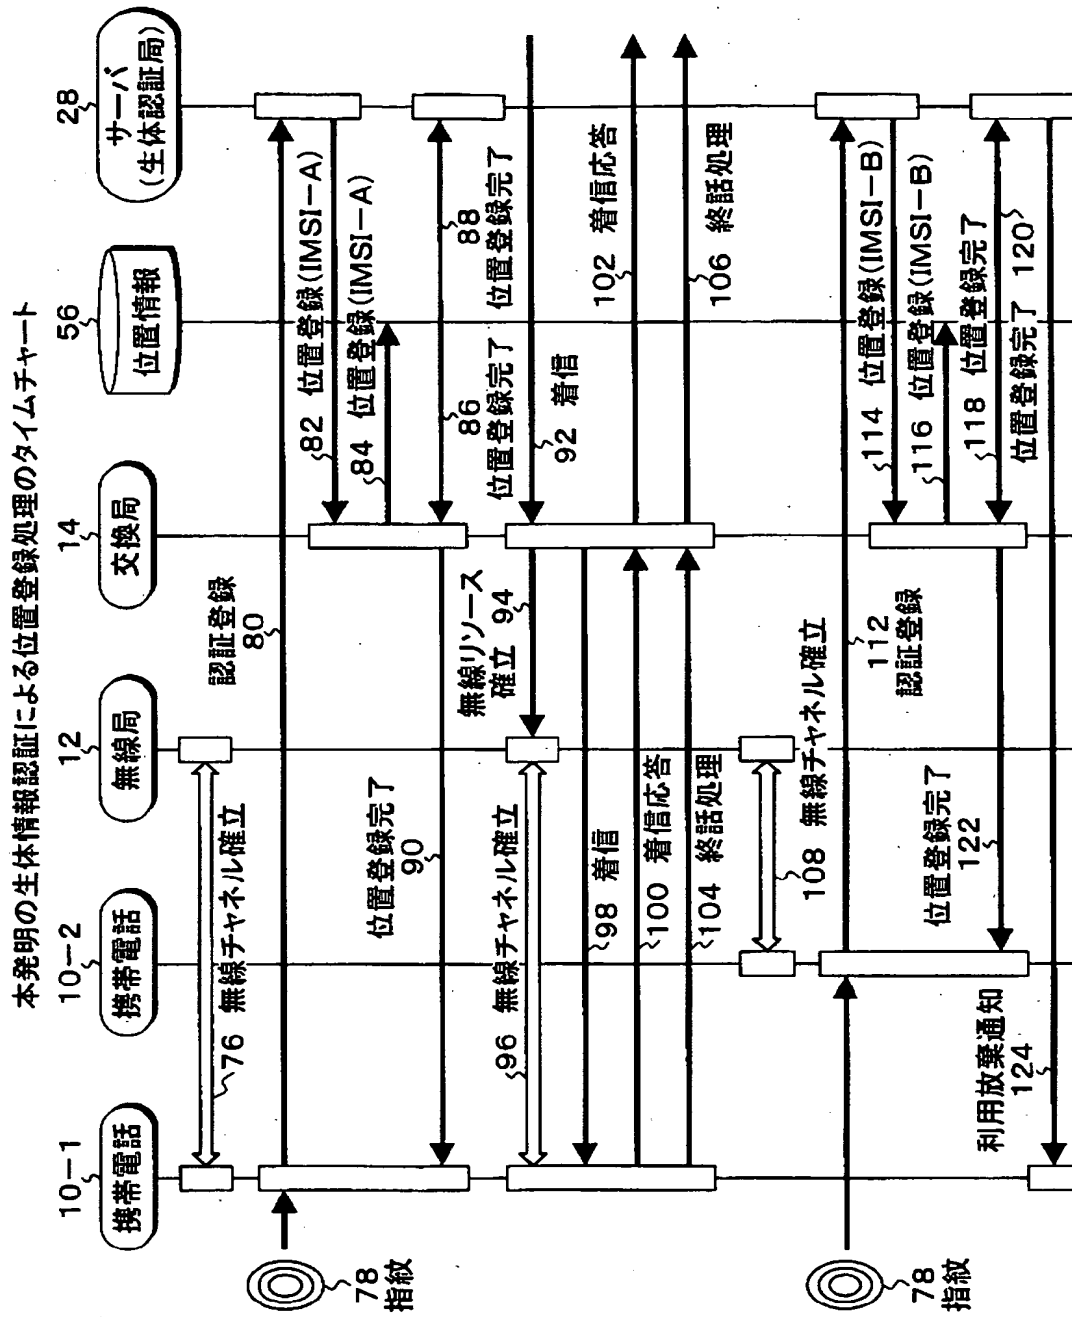 本発明の生体情報認証による位置登録処理のタイムチャート
10-1
携帯電話
10-2
携帯電話
12
無線局
14
交換局
56
位置情報
28
サーバ
(生体認証局)
76 無線チャネル確立
78
指紋
認証登録
80
82 位置登録(IMSI-A)
84 位置登録(IMSI-A)
86
位置登録完了
88
位置登録完了
位置登録完了
90
92 着信
無線リソース
確立 94
96 無線チャネル確立
98 着信
100 着信応答
102 着信応答
104 終話処理
106 終話処理
108 無線チャネル確立
78
指紋
112
認証登録
114 位置登録(IMSI-B)
116 位置登録(IMSI-B)
118 位置登録完了
位置登録完了 120
位置登録完了
122
利用放棄通知
124